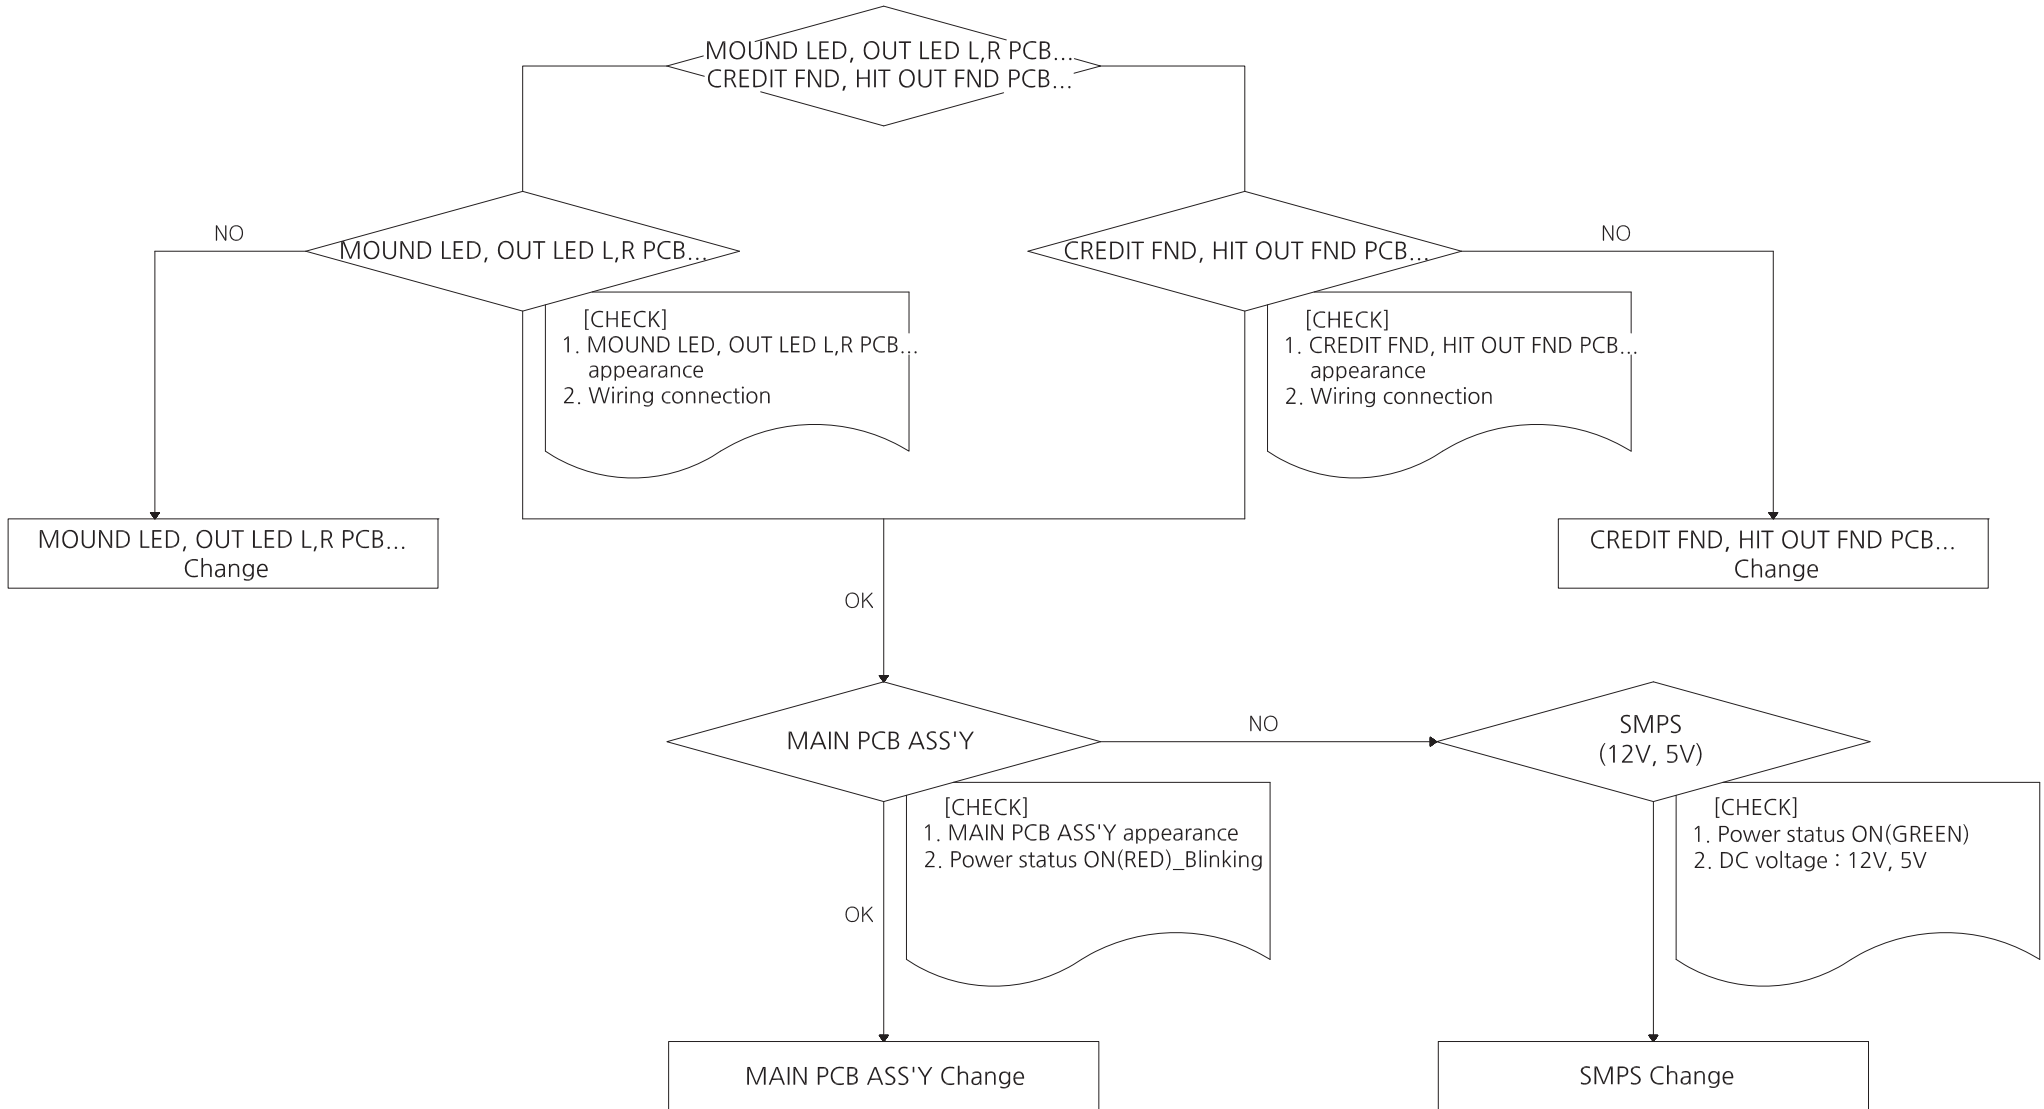 MOUND LED, OUT LED L,R PCB...
CREDIT FND, HIT OUT FND PCB...
NO
MOUND LED, OUT LED L,R PCB...
CREDIT FND, HIT OUT FND PCB...
NO
[CHECK]
1. MOUND LED, OUT LED L,R PCB...
appearance
2. Wiring connection
[CHECK]
1. CREDIT FND, HIT OUT FND PCB...
appearance
2. Wiring connection
MOUND LED, OUT LED L,R PCB...
Change
CREDIT FND, HIT OUT FND PCB...
Change
OK
MAIN PCB ASS'Y
NO
SMPS
(12V, 5V)
[CHECK]
1. MAIN PCB ASS'Y appearance
2. Power status ON(RED)_Blinking
[CHECK]
1. Power status ON(GREEN)
2. DC voltage : 12V, 5V
OK
MAIN PCB ASS'Y Change
SMPS Change